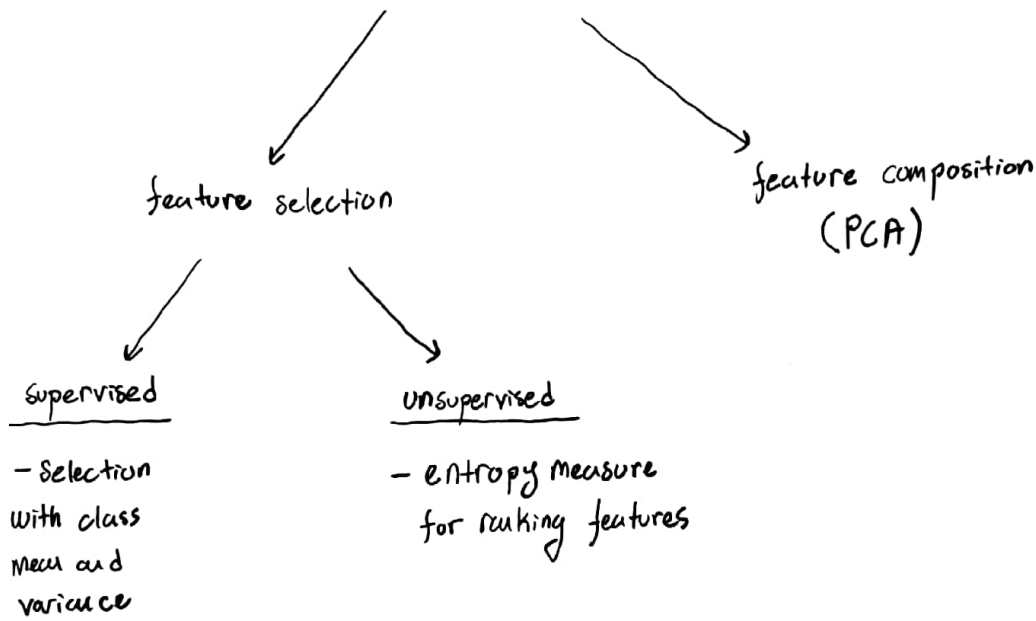 feature selection
feature composition
(PCA)
supervised
- selection
with class
mean and
variance
unsupervised
- entropy measure
for ranking features